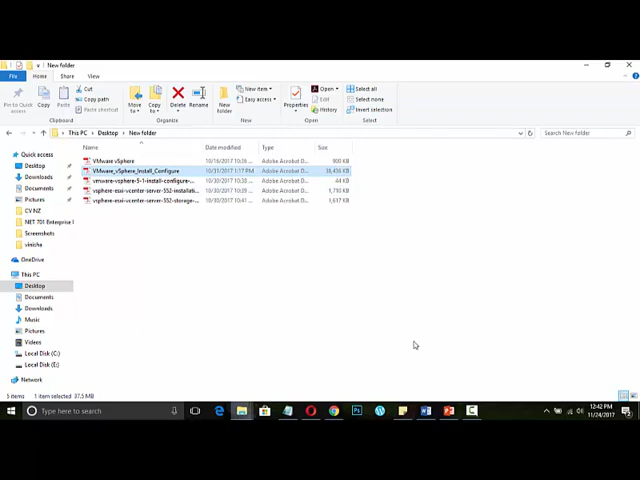 New folder
File Home Share View
Pin to Quick access
Copy
Paste
Cut
Copy path
Paste shortcut
Clipboard
Move to
Copy to
Delete
Rename
Organize
New folder
New item
Easy access
New
Properties
Open
Edit
History
Open
Select all
Select none
Invert selection
Select
This PC > Desktop > New folder
Search New folder
Name Date modified Type Size
VMware vSphere 10/18/2017 10:38... Adobe Acrobat D... 900 KB
VMware_vSphere_Install_Configure 10/31/2017 1:17 PM Adobe Acrobat D... 38,456 KB
vmware-vsphere-5-1-install-configure-... 10/30/2017 10:38... Adobe Acrobat D... 44 KB
vsphere-esxi-vcenter-server-552-installati... 10/30/2017 10:39... Adobe Acrobat D... 1,710 KB
vsphere-esxi-vcenter-server-552-storage-... 10/30/2017 10:41... Adobe Acrobat D... 1,637 KB
Quick access
Desktop
Downloads
Documents
Pictures
CV NZ
NET 701 Enterprise I
Screenshots
vinisha
OneDrive
This PC
Desktop
Documents
Downloads
Music
Pictures
Videos
Local Disk (C:)
Local Disk (E:)
Network
5 items 1 item selected 37.5 MB
Type here to search
12:42 PM
11/24/2017